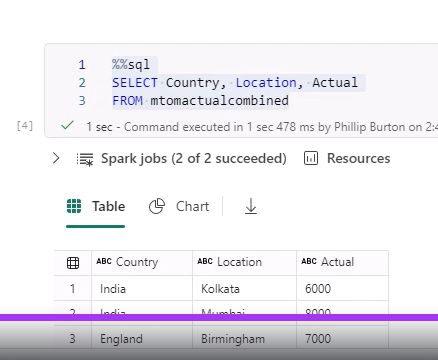 1 %%sql
2 SELECT Country, Location, Actual
3 FROM mtomactualcombined
[4]
1 sec - Command executed in 1 sec 478 ms by Phillip Burton on 2:4
Spark jobs (2 of 2 succeeded) Resources
Table Chart
ABC Country ABC Location ABC Actual
1 India Kolkata 6000
2 India Mumbai 8000
3 England Birmingham 7000